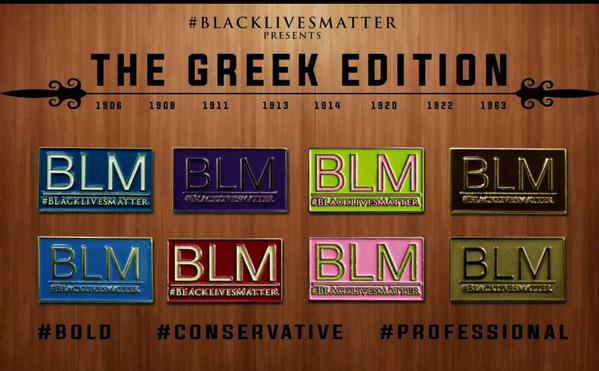 #BLACKLIVESMATTER
PRESENTS
THE GREEK EDITION
1906 1908 1911 1913 1914 1920 1922 1963
BLM
#BLACKLIVESMATTER
BLM
#BLACKLIVESMATTER
BLM
#BLACKLIVESMATTER
BLM
#BLACKLIVESMATTER
BLM
#BLACKLIVESMATTER
BLM
#BLACKLIVESMATTER
BLM
#BLACKLIVESMATTER
BLM
#BLACKLIVESMATTER
#BOLD #CONSERVATIVE #PROFESSIONAL